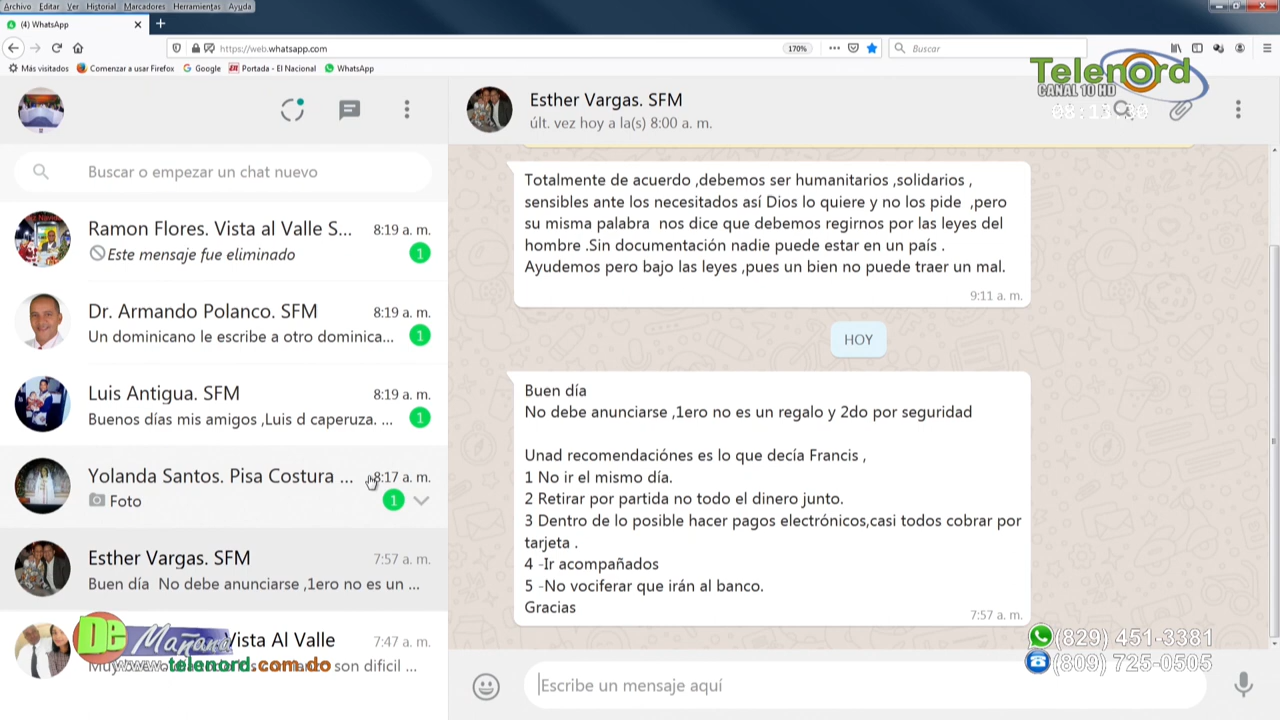 Archivo Editar Ver Historial Marcadores Herramientas Ayuda
(4) WhatsApp
https://web.whatsapp.com
170%
Buscar
Más visitados Comenzar a usar Firefox Google Portada - El Nacional WhatsApp
Telenord
CANAL 10 HD
Esther Vargas. SFM
últ. vez hoy a la(s) 8:00 a. m.
Buscar o empezar un chat nuevo
Ramon Flores. Vista al Valle S... 8:19 a. m.
Este mensaje fue eliminado 1
Dr. Armando Polanco. SFM 8:19 a. m.
Un dominicano le escribe a otro dominica... 1
Luis Antigua. SFM 8:19 a. m.
Buenos días mis amigos ,Luis d caperuza. ... 1
Yolanda Santos. Pisa Costura ... 8:17 a. m.
Foto 1
Esther Vargas. SFM 7:57 a. m.
Buen día No debe anunciarse ,1ero no es un ...
Vista Al Valle 7:47 a. m.
son dificil ...
De Mañana
www.telenord.com.do
Totalmente de acuerdo ,debemos ser humanitarios ,solidarios ,
sensibles ante los necesitados así Dios lo quiere y no los pide ,pero
su misma palabra nos dice que debemos regirnos por las leyes del
hombre .Sin documentación nadie puede estar en un país .
Ayudemos pero bajo las leyes ,pues un bien no puede traer un mal.
9:11 a. m.
HOY
Buen día
No debe anunciarse ,1ero no es un regalo y 2do por seguridad
Unad recomendaciónes es lo que decía Francis ,
1 No ir el mismo día.
2 Retirar por partida no todo el dinero junto.
3 Dentro de lo posible hacer pagos electrónicos,casi todos cobrar por
tarjeta .
4 -Ir acompañados
5 -No vociferar que irán al banco.
Gracias
7:57 a. m.
(829) 451-3381
(809) 725-0505
Escribe un mensaje aquí